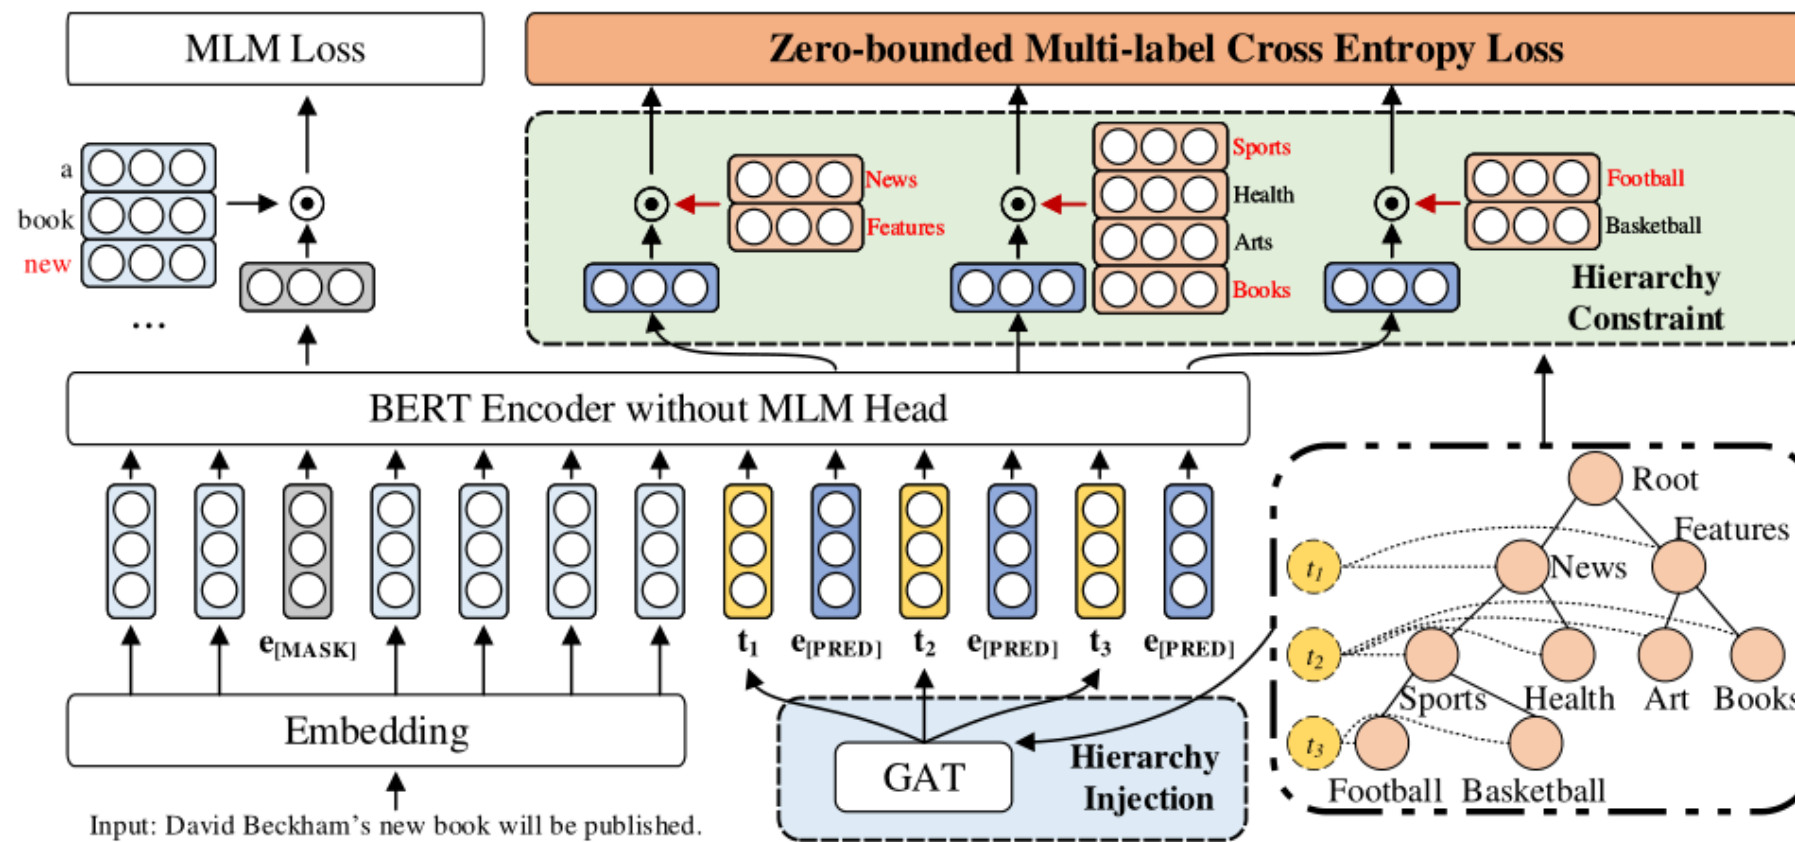 MLM Loss
Zero-bounded Multi-label Cross Entropy Loss
a
book
new
...
News
Features
Sports
Health
Arts
Books
Football
Basketball
Hierarchy
Constraint
BERT Encoder without MLM Head
e[MASK]
t1
e[PRED]
t2
e[PRED]
t3
e[PRED]
Embedding
Input: David Beckham's new book will be published.
GAT
Hierarchy
Injection
Root
Features
t1
News
t2
Sports
Health
Art
Books
t3
Football
Basketball